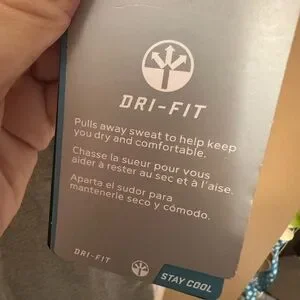 DRI-FIT
Pulls away sweat to help keep
you dry and comfortable.
Chasse la sueur pour vous
aider à rester au sec et à l'aise.
Aparta el sudor para
mantenerle seco y cómodo.
DRI-FIT
STAY COOL